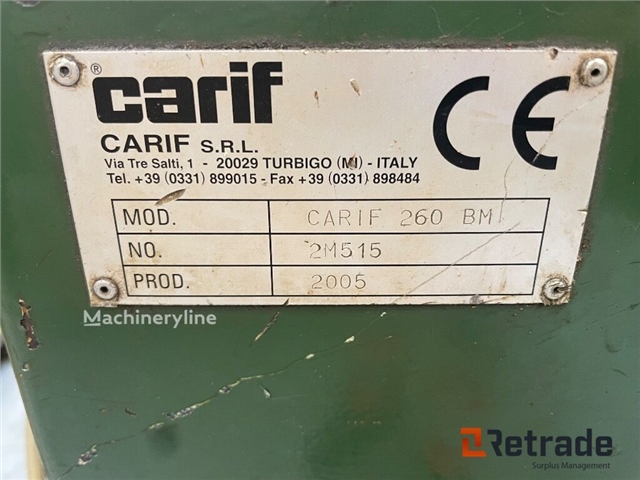 ® carif
CE
CARIF S.R.L.
Via Tre Salti, 1 - 20029 TURBIGO (MI) - ITALY
Tel. +39 (0331) 899015 - Fax +39 (0331) 898484
MOD. CARIF 260 BM
NO. 2M515
PROD. 2005
Machineryline
Retrade
Surplus Management